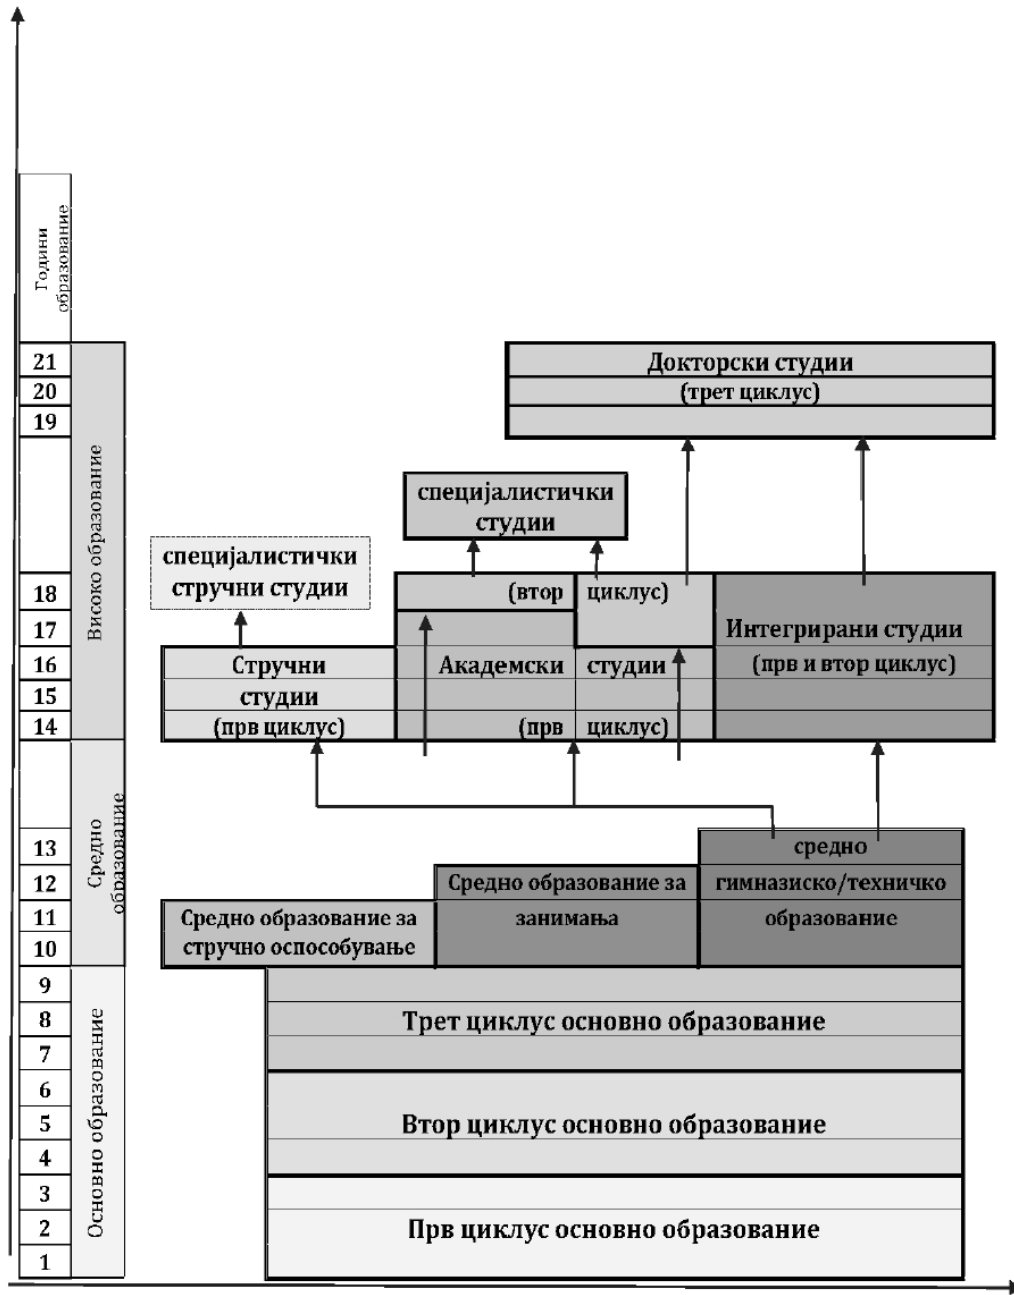 Години
образование
21
20
19
18
17
16
15
14
Високо образование
13
12
11
10
Средно
образование
9
8
7
6
5
4
3
2
1
Основно образование
Докторски студии
(трет циклус)
специјалистички
студии
специјалистички
стручни студии
(втор циклус)
Интегрирани студии
(прв и втор циклус)
Стручни
студии
(прв циклус)
Академски студии
(прв циклус)
средно
гимназиско/техничко
образование
Средно образование за
занимања
Средно образование за
стручно оспособување
Трет циклус основно образование
Втор циклус основно образование
Прв циклус основно образование